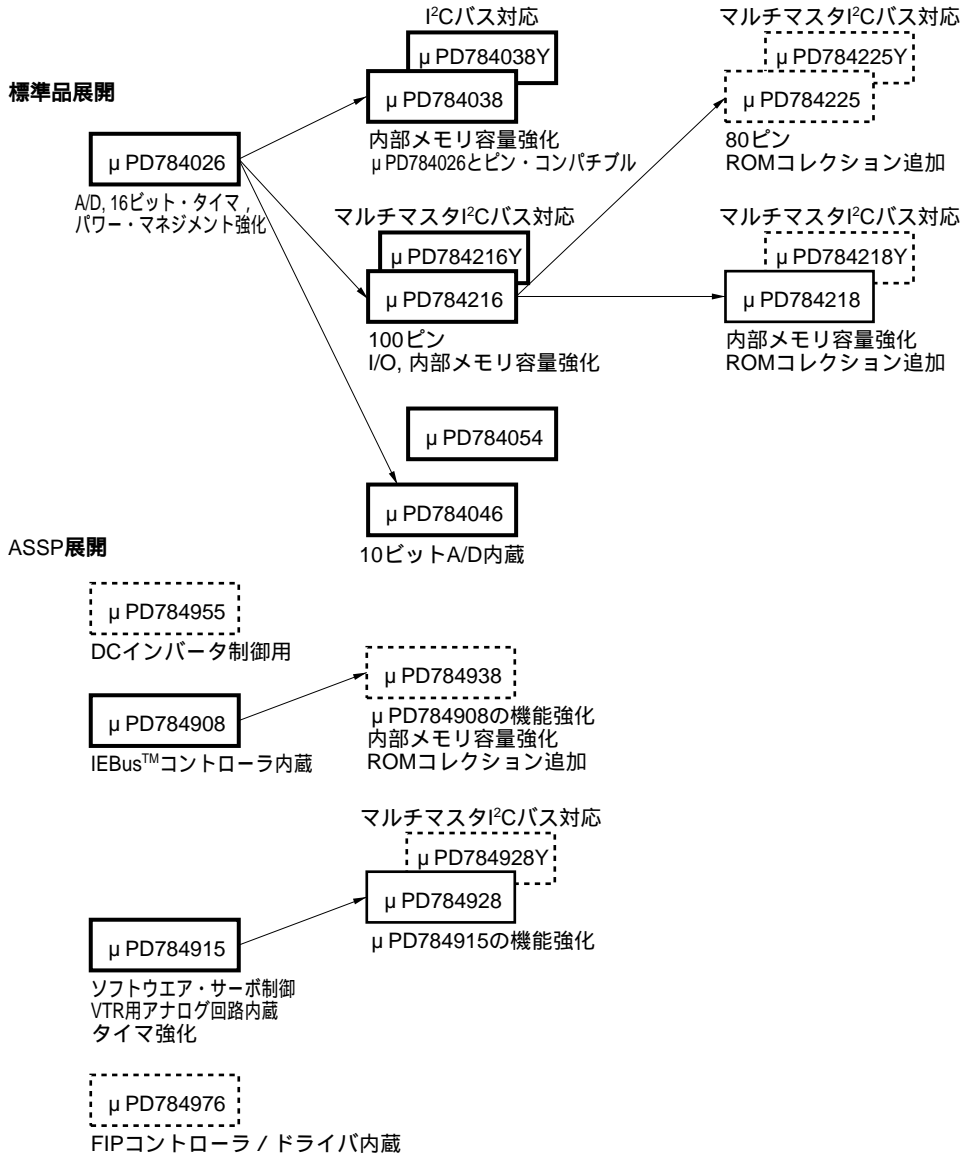 I²Cバス対応
μPD784038Y
μPD784038
内部メモリ容量強化
μPD784026とピン・コンパチブル
マルチマスタI²Cバス対応
μPD784225Y
μPD784225
80ピン
ROMコレクション追加
標準品展開
μPD784026
A/D, 16ビット・タイマ,
パワー・マネジメント強化
マルチマスタI²Cバス対応
μPD784216Y
μPD784216
100ピン
I/O, 内部メモリ容量強化
マルチマスタI²Cバス対応
μPD784218Y
μPD784218
内部メモリ容量強化
ROMコレクション追加
μPD784054
μPD784046
10ビットA/D内蔵
ASSP展開
μPD784955
DCインバータ制御用
μPD784908
IEBus™コントローラ内蔵
μPD784938
μPD784908の機能強化
内部メモリ容量強化
ROMコレクション追加
マルチマスタI²Cバス対応
μPD784928Y
μPD784928
μPD784915の機能強化
μPD784915
ソフトウエア・サーボ制御
VTR用アナログ回路内蔵
タイマ強化
μPD784976
FIPコントローラ / ドライバ内蔵